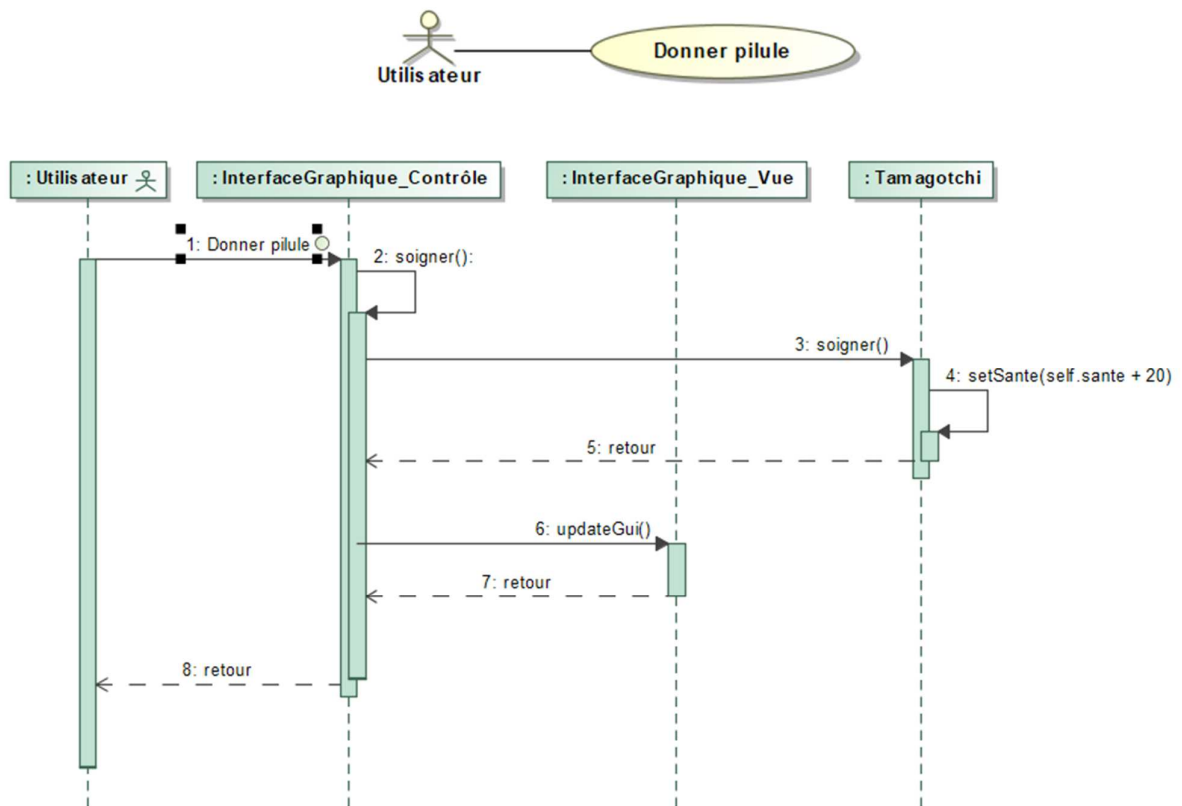 Utilisateur
Donner pilule
: Utilisateur
: InterfaceGraphique_Contrôle
: InterfaceGraphique_Vue
: Tamagotchi
1: Donner pilule
2: soigner():
3: soigner()
4: setSante(self.sante + 20)
5: retour
6: updateGui()
7: retour
8: retour